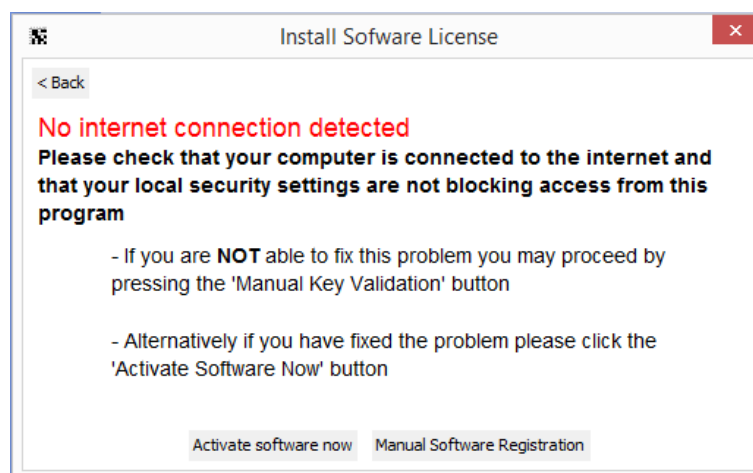 Install Sofware License
< Back
No internet connection detected
Please check that your computer is connected to the internet and
that your local security settings are not blocking access from this
program
- If you are NOT able to fix this problem you may proceed by
pressing the 'Manual Key Validation' button
- Alternatively if you have fixed the problem please click the
'Activate Software Now' button
Activate software now Manual Software Registration